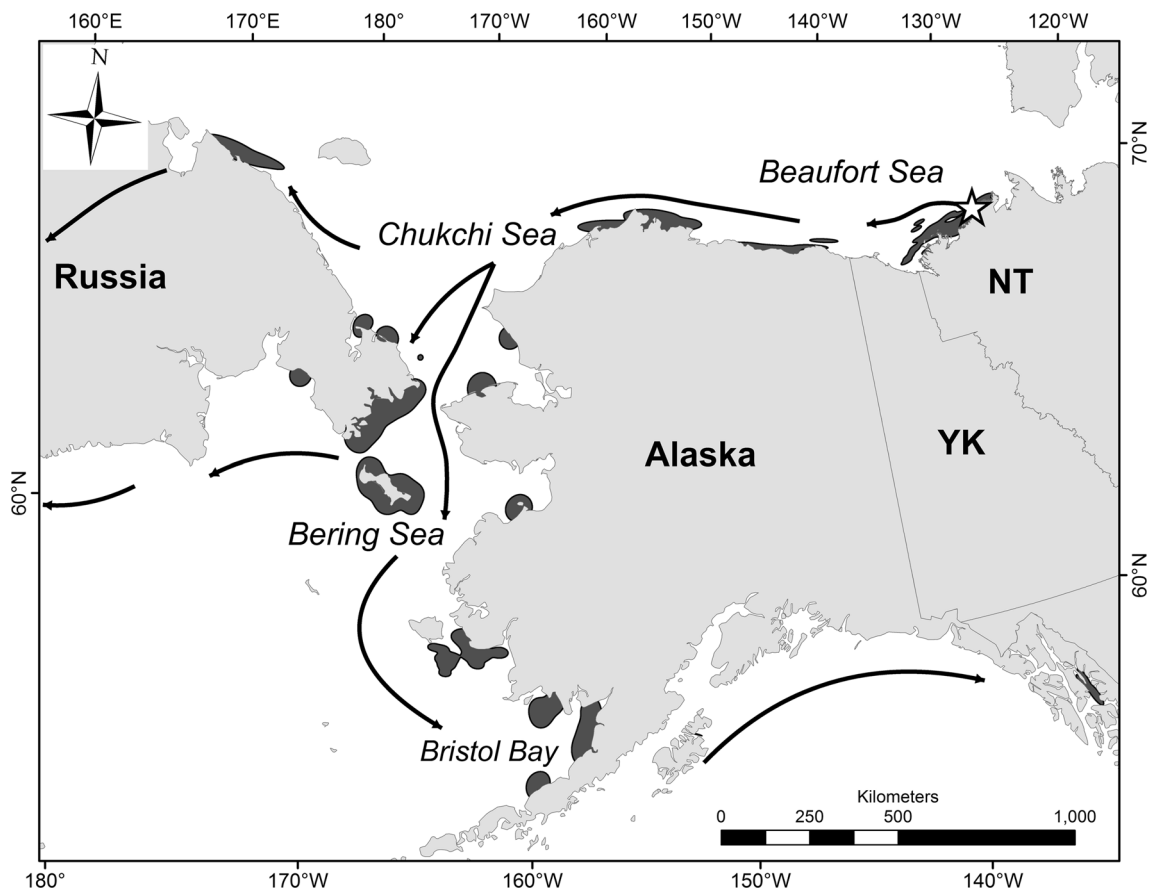 160°E 170°E 180° 170°W 160°W 150°W 140°W 130°W 120°W
N
70°N
Beaufort Sea
Chukchi Sea
Russia
NT
YK
Alaska
60°N
Bering Sea
60°N
Bristol Bay
Kilometers
0 250 500 1,000
180° 170°W 160°W 150°W 140°W